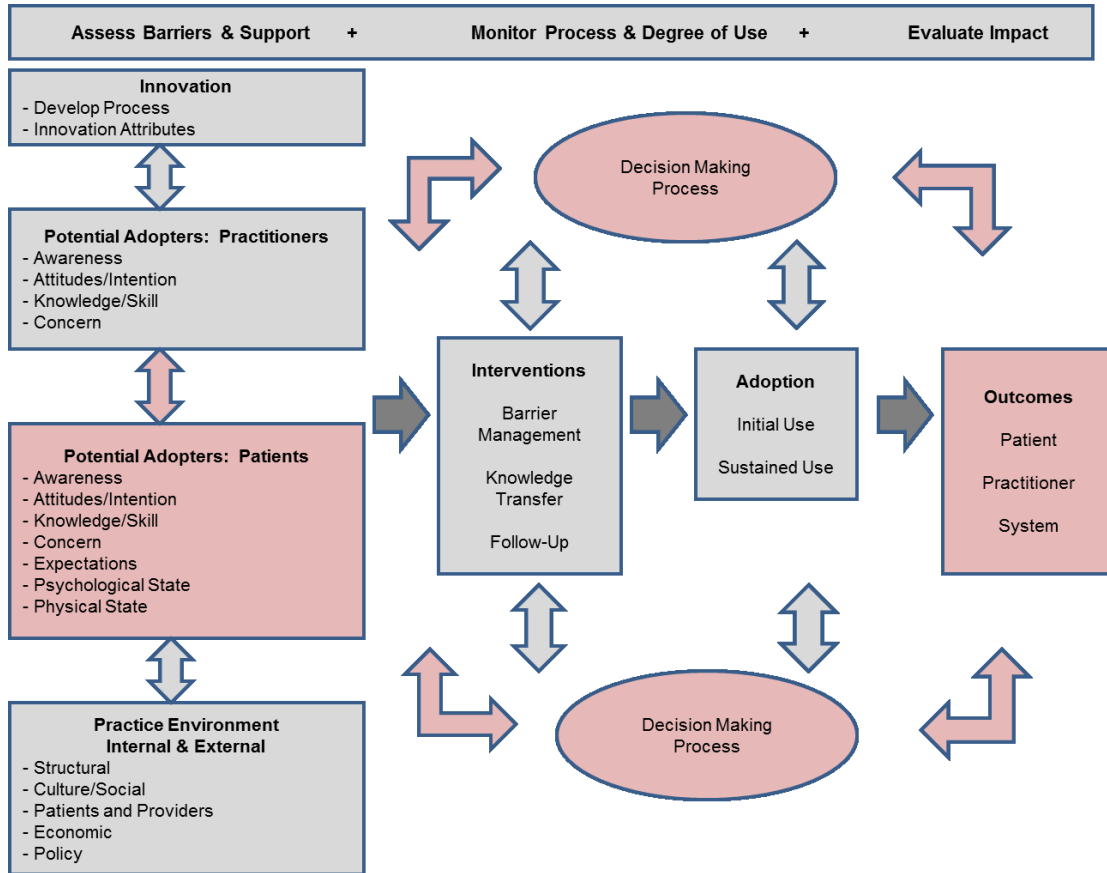 Assess Barriers & Support + Monitor Process & Degree of Use + Evaluate Impact
Innovation
- Develop Process
- Innovation Attributes
Potential Adopters: Practitioners
- Awareness
- Attitudes/Intention
- Knowledge/Skill
- Concern
Potential Adopters: Patients
- Awareness
- Attitudes/Intention
- Knowledge/Skill
- Concern
- Expectations
- Psychological State
- Physical State
Practice Environment
Internal & External
- Structural
- Culture/Social
- Patients and Providers
- Economic
- Policy
Decision Making
Process
Interventions
Barrier
Management
Knowledge
Transfer
Follow-Up
Adoption
Initial Use
Sustained Use
Outcomes
Patient
Practitioner
System
Decision Making
Process